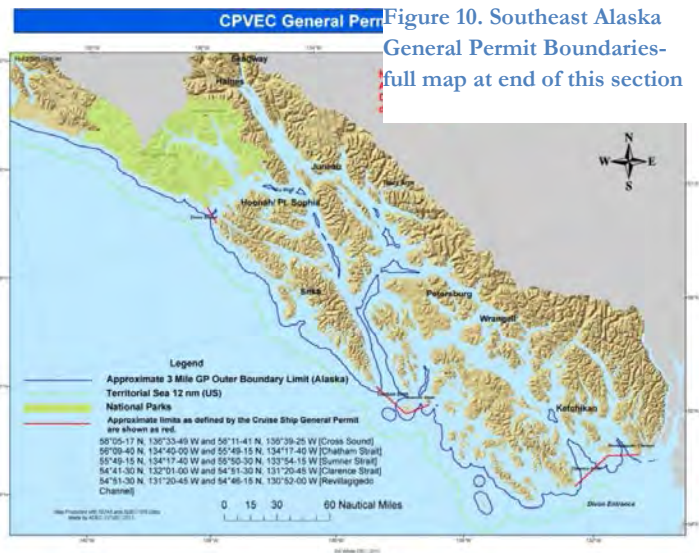 CPVEC General Perm
Figure 10. Southeast Alaska
General Permit Boundaries-
full map at end of this section
N
W E
S
Haines
Juneau
Hoonah/ Pt. Sophia
Sitka
Petersburg
Wrangell
Ketchikan
Dixon Entrance
Legend
Approximate 3 Mile GP Outer Boundary Limit (Alaska)
Territorial Sea 12 nm (US)
National Parks
Approximate limits as defined by the Cruise Ship General Permit
are shown as red.
58°05-17 N, 136°33-49 W and 58°11-41 N, 136°39-25 W [Cross Sound]
56°09-40 N, 134°40-00 W and 55°49-15 N, 134°17-40 W [Chatham Strait]
55°49-15 N, 134°17-40 W and 55°50-30 N, 133°54-15 W [Sumner Strait]
54°41-30 N, 132°01-00 W and 54°51-30 N, 131°20-45 W [Clarence Strait]
54°51-30 N, 131°20-45 W and 54°46-15 N, 130°52-00 W [Revillagigedo
Channel]
0 15 30 60 Nautical Miles